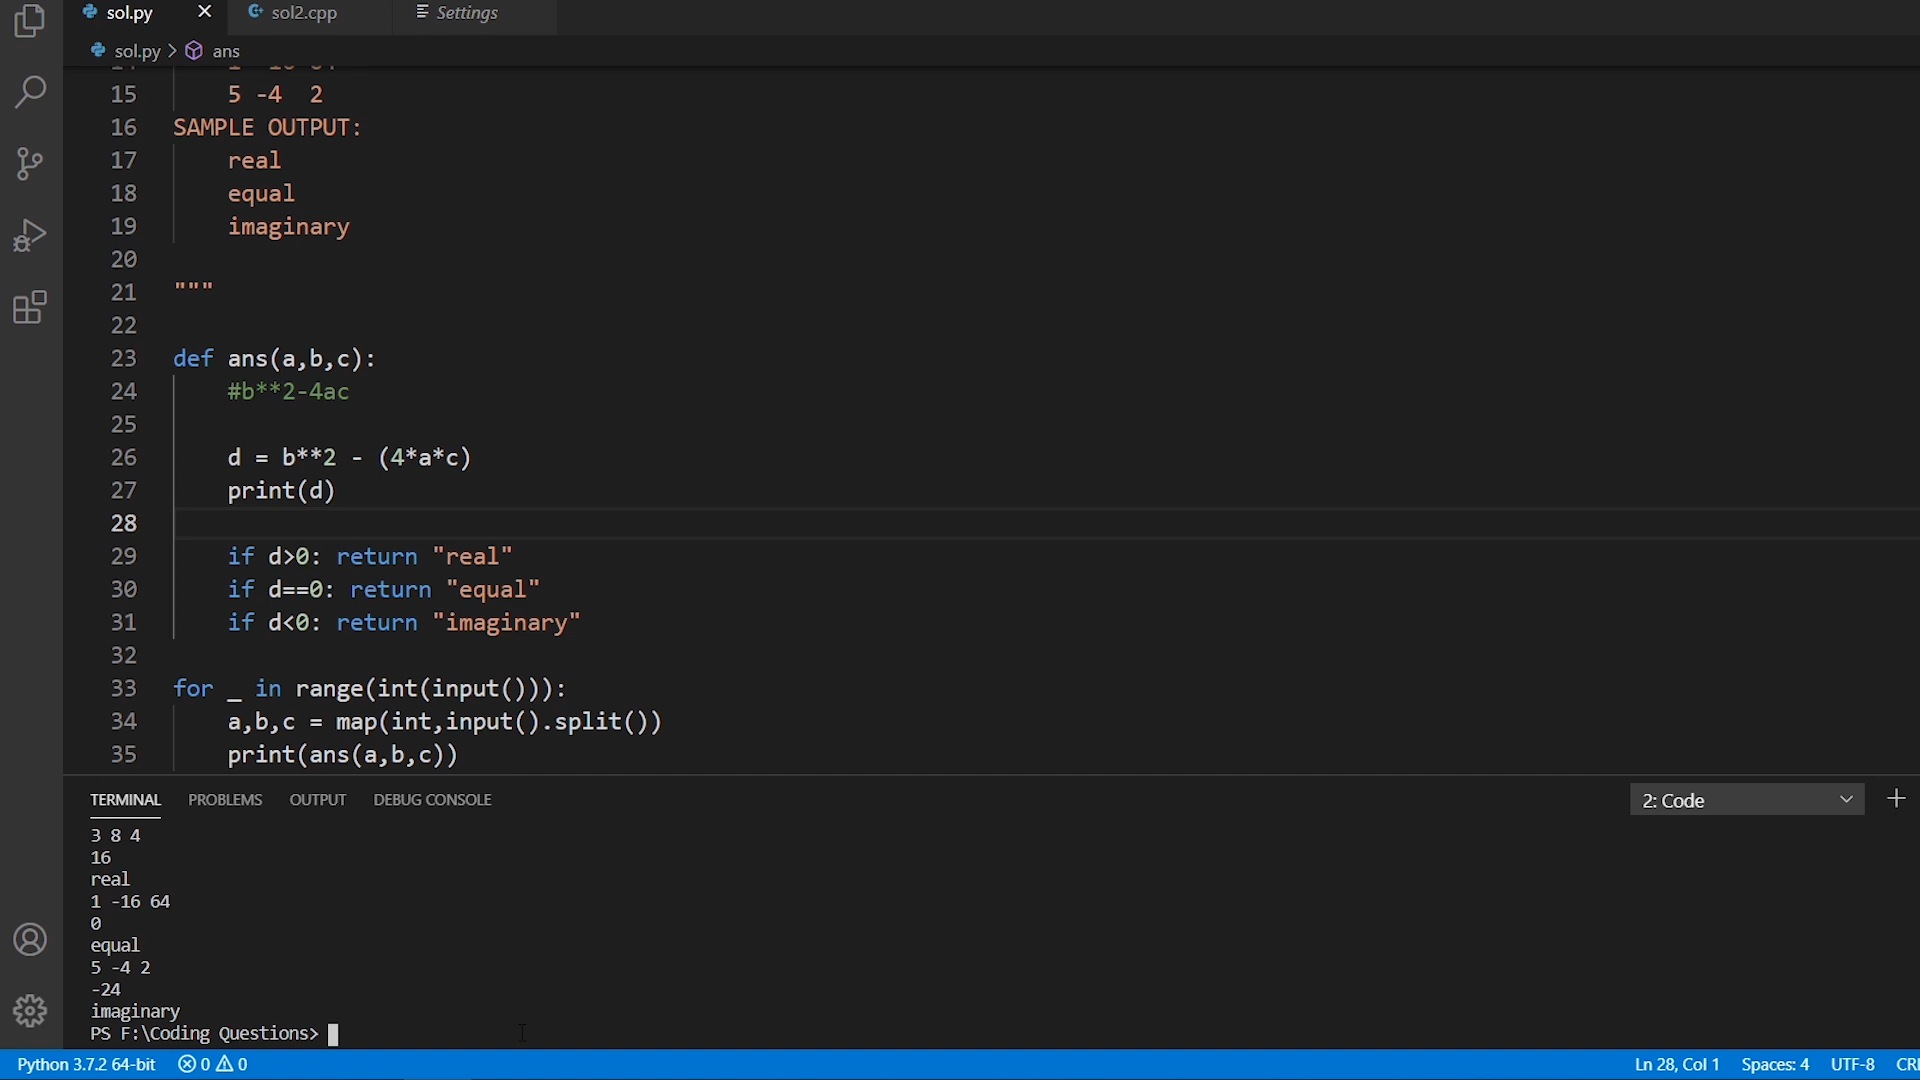 sol.py
sol2.cpp
Settings
sol.py > ans
15 5 -4 2
16 SAMPLE OUTPUT:
17 real
18 equal
19 imaginary
20
21 """
22
23 def ans(a,b,c):
24 #b**2-4ac
25
26 d = b**2 - (4*a*c)
27 print(d)
28
29 if d>0: return "real"
30 if d==0: return "equal"
31 if d<0: return "imaginary"
32
33 for _ in range(int(input())):
34 a,b,c = map(int,input().split())
35 print(ans(a,b,c))
TERMINAL PROBLEMS OUTPUT DEBUG CONSOLE 2: Code
3 8 4
16
real
1 -16 64
0
equal
5 -4 2
-24
imaginary
PS F:\Coding Questions>
Python 3.7.2 64-bit 0 0 Ln 28, Col 1 Spaces: 4 UTF-8